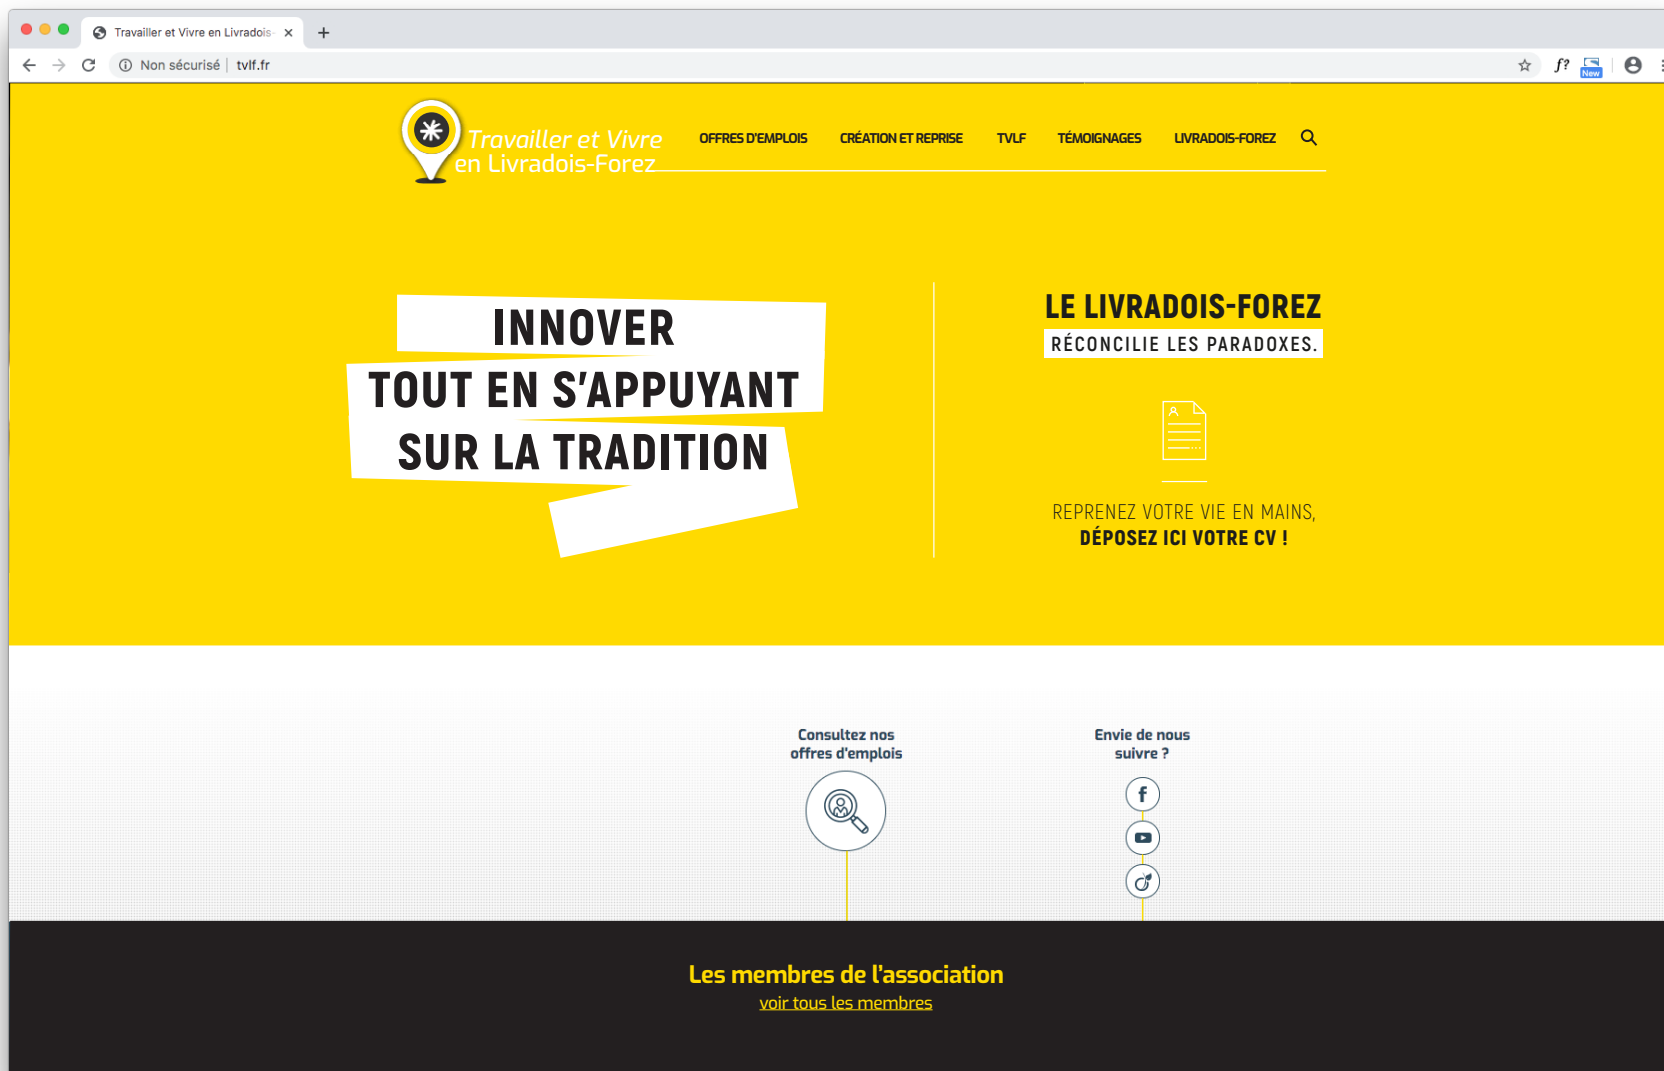 Travailler et Vivre en Livradois-
Non sécurisé | tvlf.fr
f?
New
Travailler et Vivre
en Livradois-Forez
OFFRES D'EMPLOIS
CRÉATION ET REPRISE
TVLF
TÉMOIGNAGES
LIVRADOIS-FOREZ
INNOVER
TOUT EN S'APPUYANT
SUR LA TRADITION
LE LIVRADOIS-FOREZ
RÉCONCILIE LES PARADOXES.
REPRENEZ VOTRE VIE EN MAINS,
DÉPOSEZ ICI VOTRE CV !
Consultez nos
offres d'emplois
Envie de nous
suivre ?
Les membres de l'association
voir tous les membres